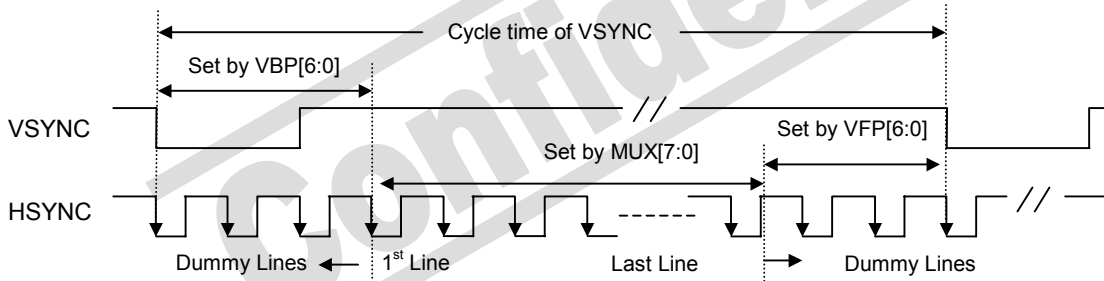 Cycle time of VSYNC
Set by VBP[6:0]
VSYNC
Set by VFP[6:0]
Set by MUX[7:0]
HSYNC
Dummy Lines
1st Line
Last Line
Dummy Lines